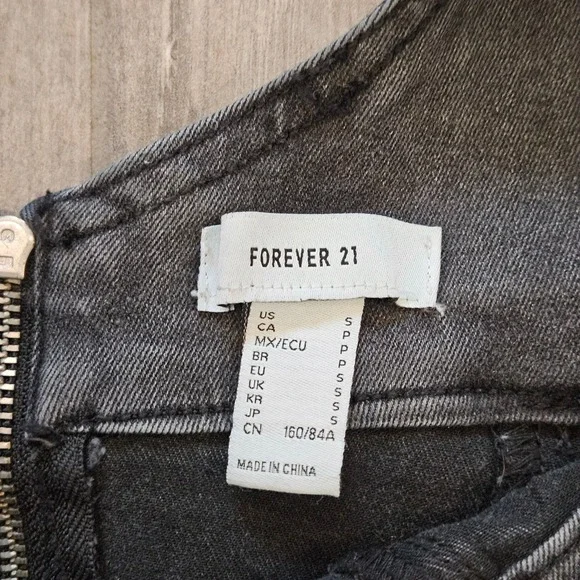 FOREVER 21
US S
CA P
MX/ECU P
BR P
EU S
UK S
KR S
JP S
CN 160/84A
MADE IN CHINA